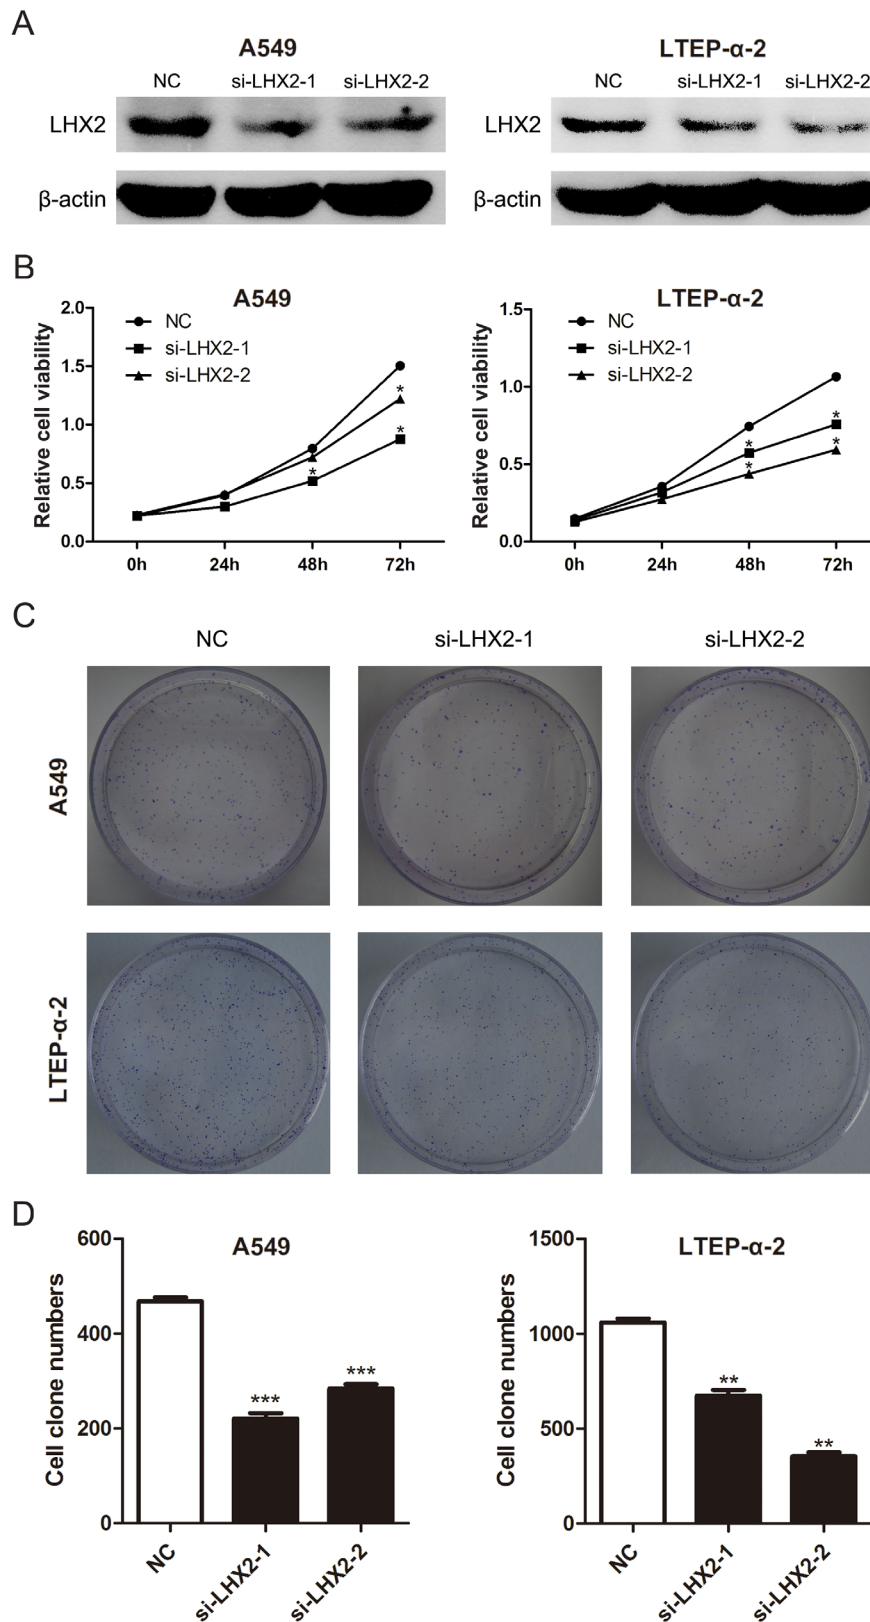 A
A549
LTEP-α-2
NC si-LHX2-1 si-LHX2-2
NC si-LHX2-1 si-LHX2-2
LHX2
LHX2
β-actin
β-actin
B
A549
Relative cell viability
2.0
1.5
1.0
0.5
0.0
NC
si-LHX2-1
si-LHX2-2
*
*
*
0h 24h 48h 72h
LTEP-α-2
Relative cell viability
1.5
1.0
0.5
0.0
NC
si-LHX2-1
si-LHX2-2
*
*
*
*
0h 24h 48h 72h
C
NC si-LHX2-1 si-LHX2-2
A549
LTEP-α-2
D
A549
Cell clone numbers
600
400
200
0
***
***
NC si-LHX2-1 si-LHX2-2
LTEP-α-2
Cell clone numbers
1500
1000
500
0
**
**
NC si-LHX2-1 si-LHX2-2